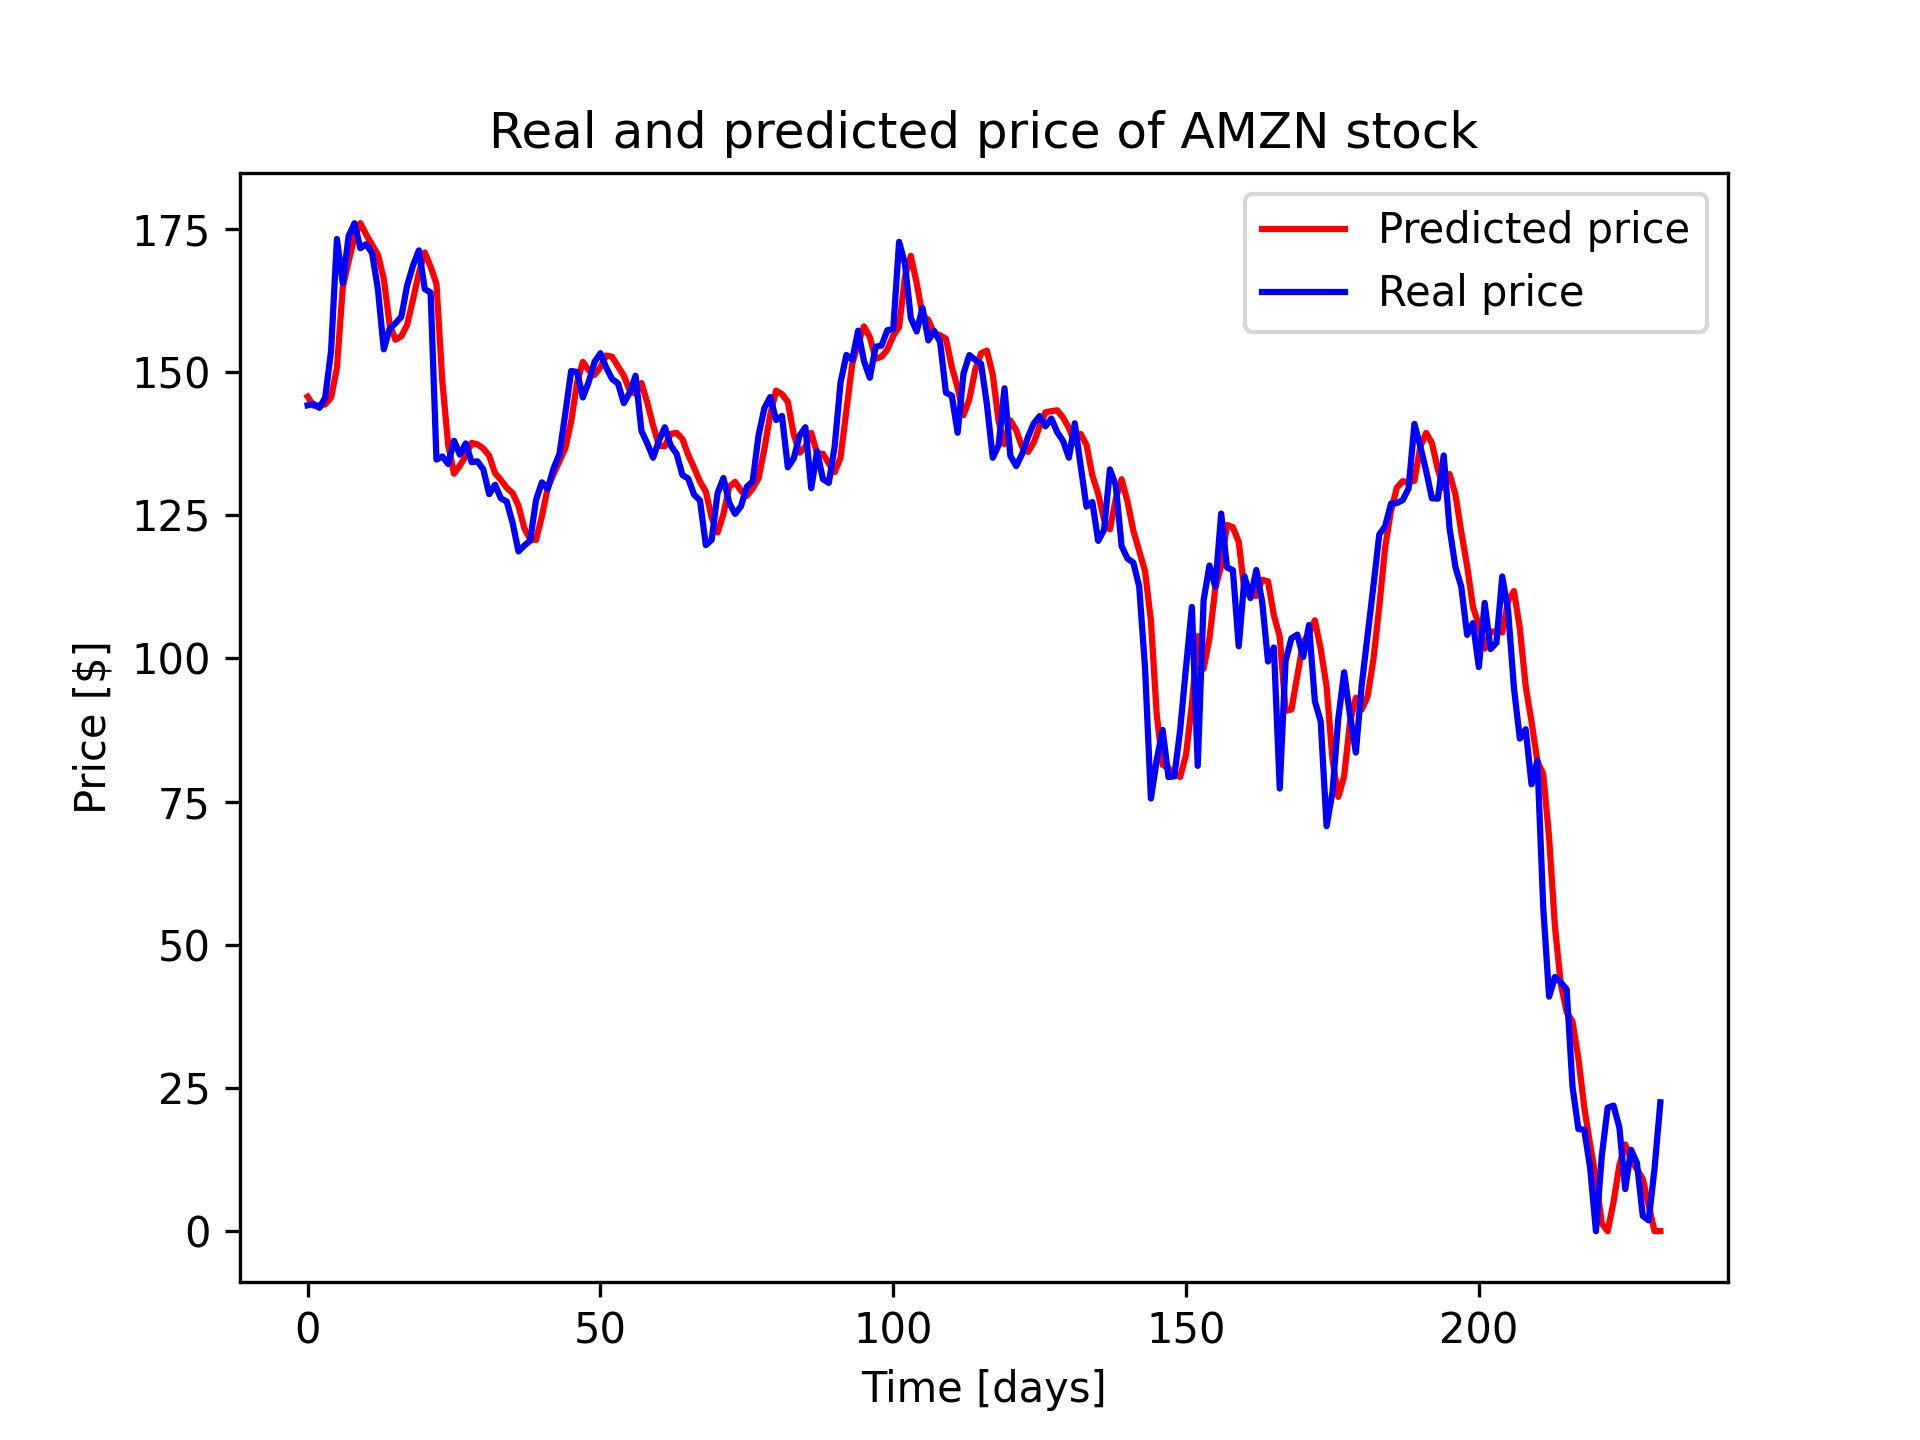 Real and predicted price of AMZN stock
Predicted price
Real price
175
150
125
100
75
50
25
0
Price [$]
0 50 100 150 200
Time [days]